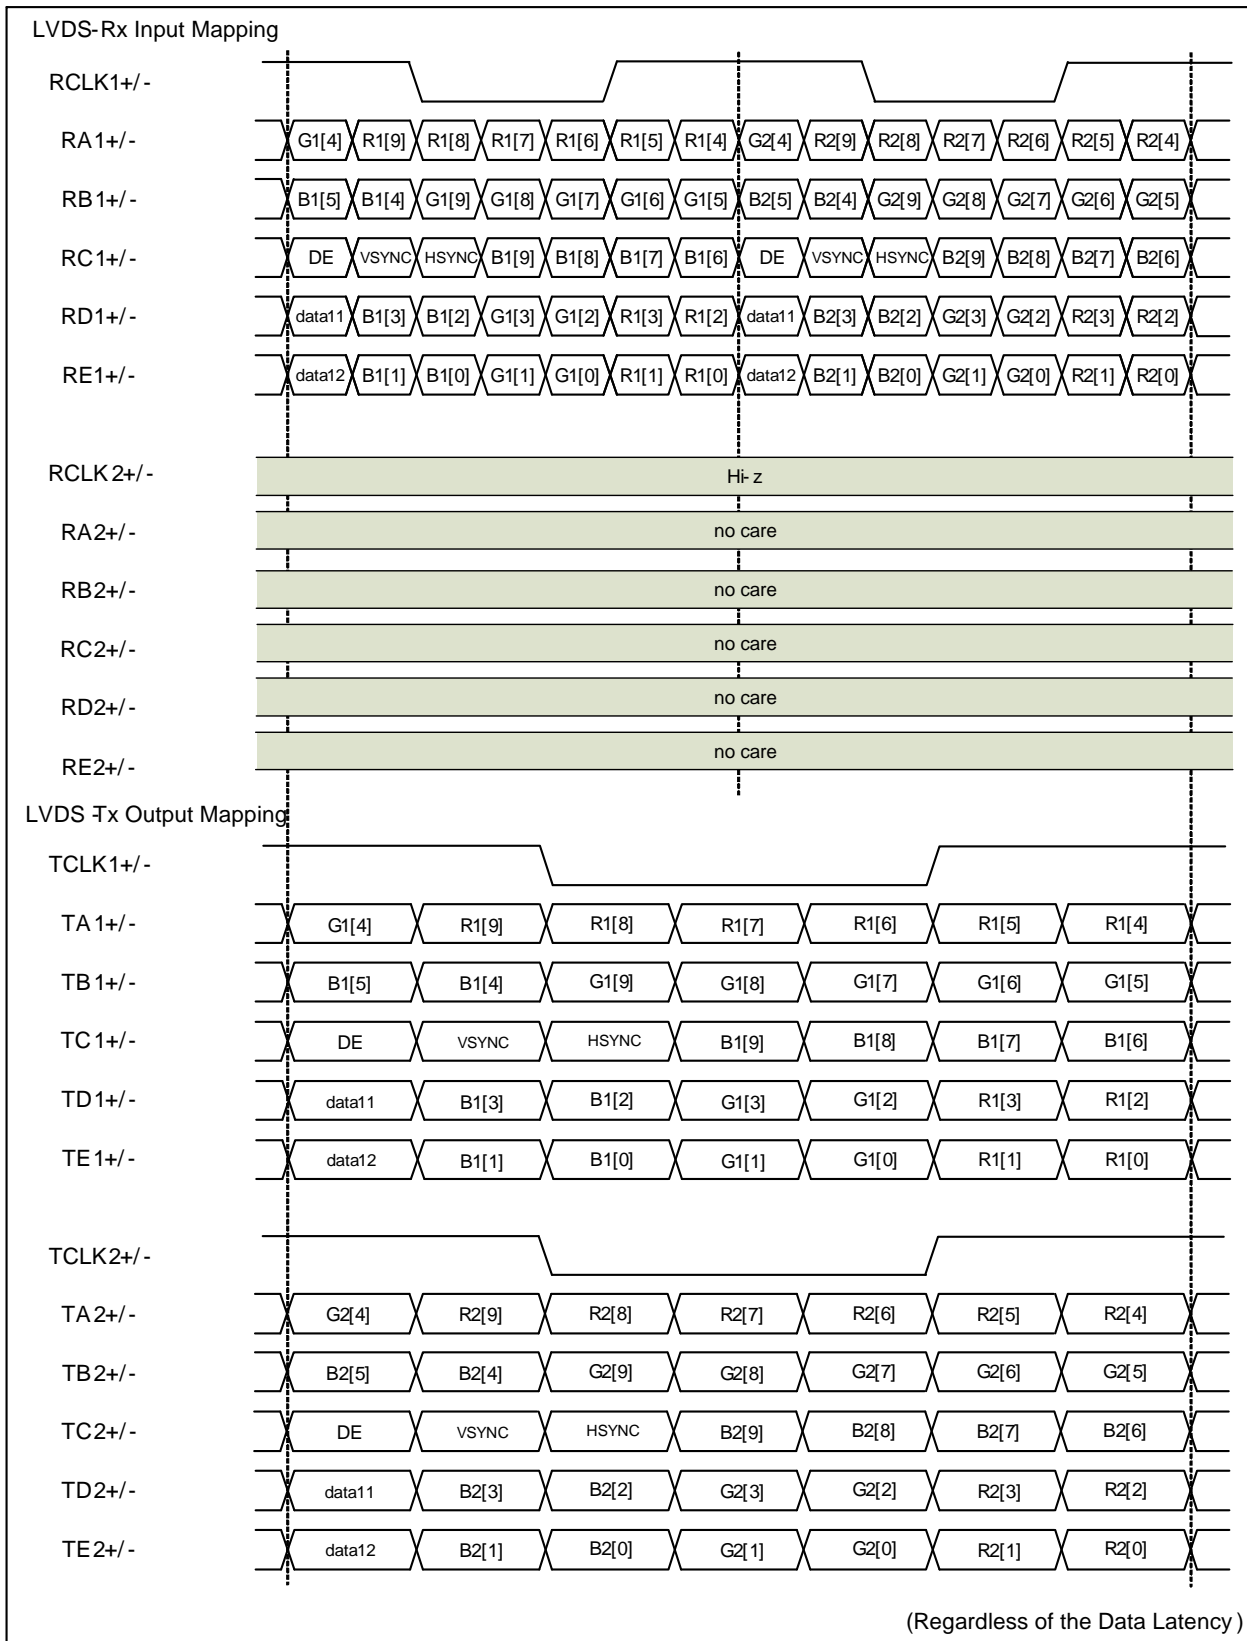 LVDS-Rx Input Mapping
RCLK1+/-
RA1+/- G1[4] R1[9] R1[8] R1[7] R1[6] R1[5] R1[4] G2[4] R2[9] R2[8] R2[7] R2[6] R2[5] R2[4]
RB1+/- B1[5] B1[4] G1[9] G1[8] G1[7] G1[6] G1[5] B2[5] B2[4] G2[9] G2[8] G2[7] G2[6] G2[5]
RC1+/- DE VSYNC HSYNC B1[9] B1[8] B1[7] B1[6] DE VSYNC HSYNC B2[9] B2[8] B2[7] B2[6]
RD1+/- data11 B1[3] B1[2] G1[3] G1[2] R1[3] R1[2] data11 B2[3] B2[2] G2[3] G2[2] R2[3] R2[2]
RE1+/- data12 B1[1] B1[0] G1[1] G1[0] R1[1] R1[0] data12 B2[1] B2[0] G2[1] G2[0] R2[1] R2[0]
RCLK2+/- Hi-z
RA2+/- no care
RB2+/- no care
RC2+/- no care
RD2+/- no care
RE2+/- no care
LVDS -Tx Output Mapping
TCLK1+/-
TA1+/- G1[4] R1[9] R1[8] R1[7] R1[6] R1[5] R1[4]
TB1+/- B1[5] B1[4] G1[9] G1[8] G1[7] G1[6] G1[5]
TC1+/- DE VSYNC HSYNC B1[9] B1[8] B1[7] B1[6]
TD1+/- data11 B1[3] B1[2] G1[3] G1[2] R1[3] R1[2]
TE1+/- data12 B1[1] B1[0] G1[1] G1[0] R1[1] R1[0]
TCLK2+/-
TA2+/- G2[4] R2[9] R2[8] R2[7] R2[6] R2[5] R2[4]
TB2+/- B2[5] B2[4] G2[9] G2[8] G2[7] G2[6] G2[5]
TC2+/- DE VSYNC HSYNC B2[9] B2[8] B2[7] B2[6]
TD2+/- data11 B2[3] B2[2] G2[3] G2[2] R2[3] R2[2]
TE2+/- data12 B2[1] B2[0] G2[1] G2[0] R2[1] R2[0]
(Regardless of the Data Latency)